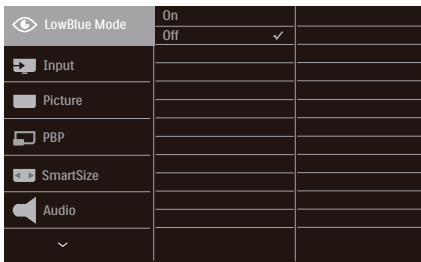 LowBlue Mode
On
Off
Input
Picture
PBP
SmartSize
Audio